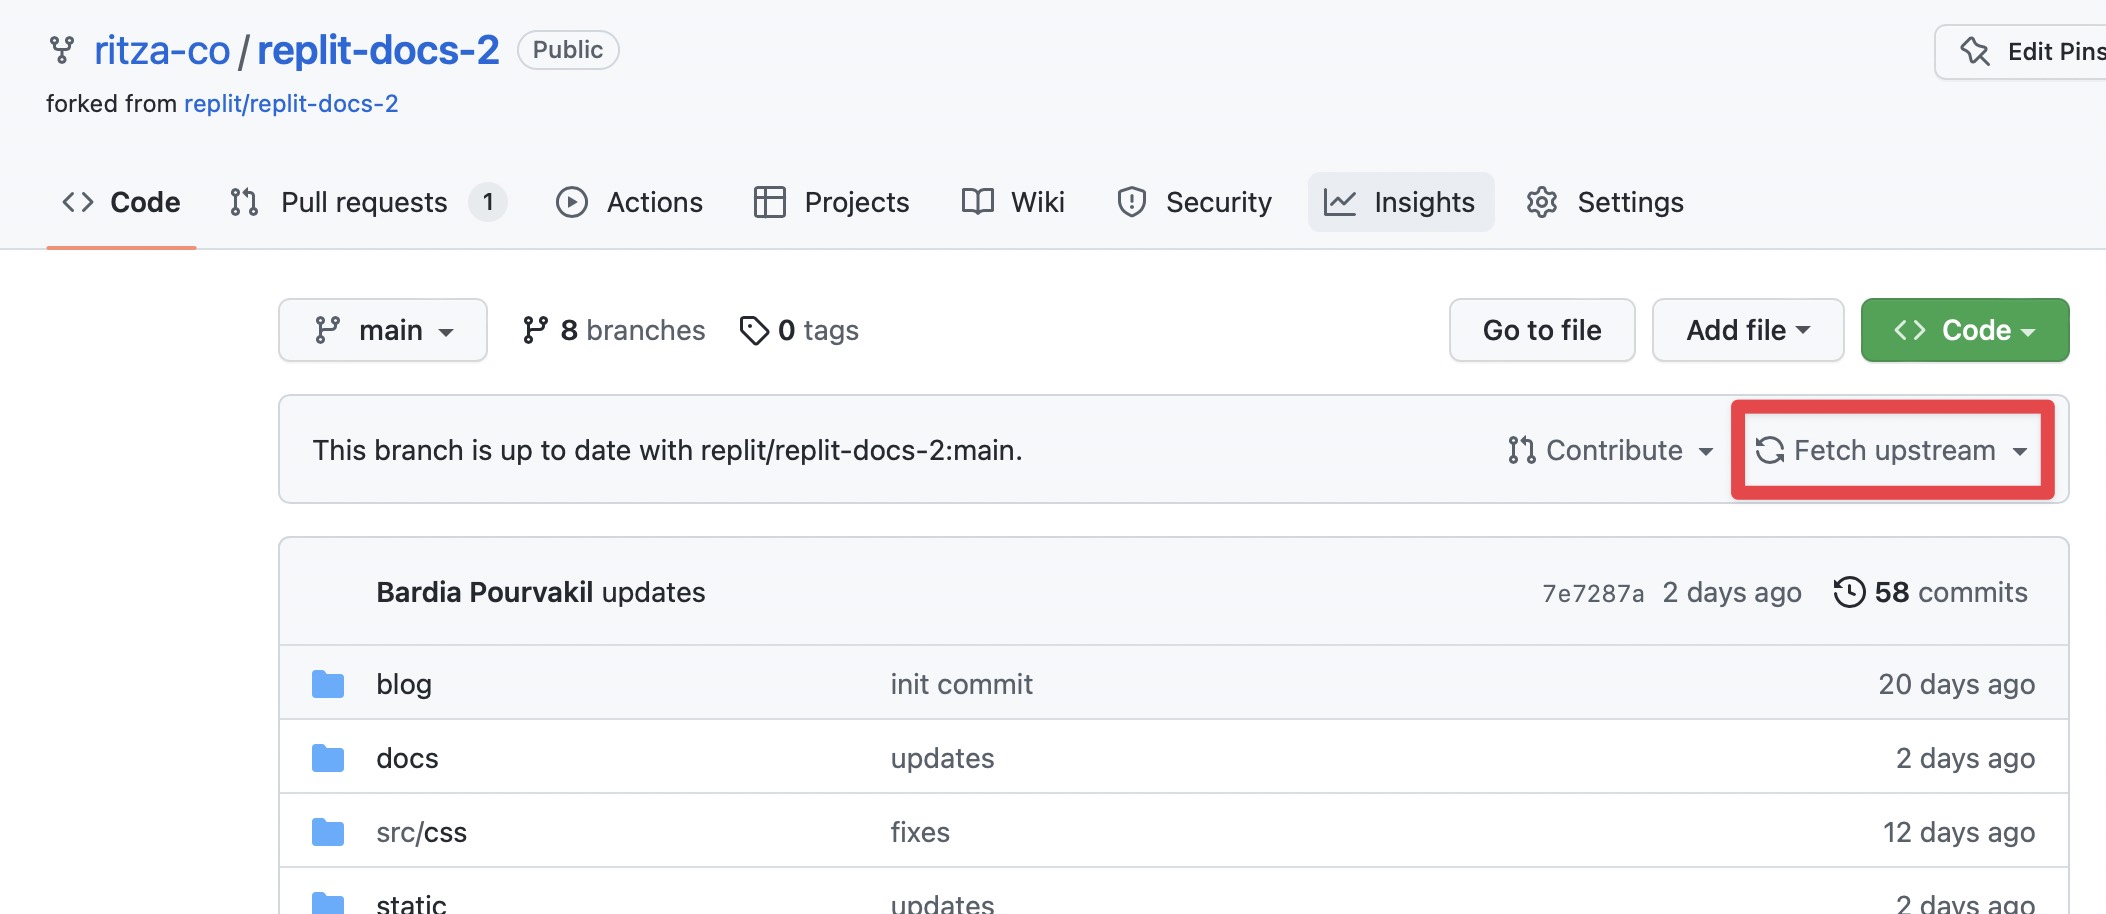 ritza-co / replit-docs-2 Public
Edit Pins
forked from replit/replit-docs-2
Code Pull requests 1 Actions Projects Wiki Security Insights Settings
main 8 branches 0 tags Go to file Add file Code
This branch is up to date with replit/replit-docs-2:main. Contribute Fetch upstream
Bardia Pourvakil updates 7e7287a 2 days ago 58 commits
blog init commit 20 days ago
docs updates 2 days ago
src/css fixes 12 days ago
static updates 2 days ago